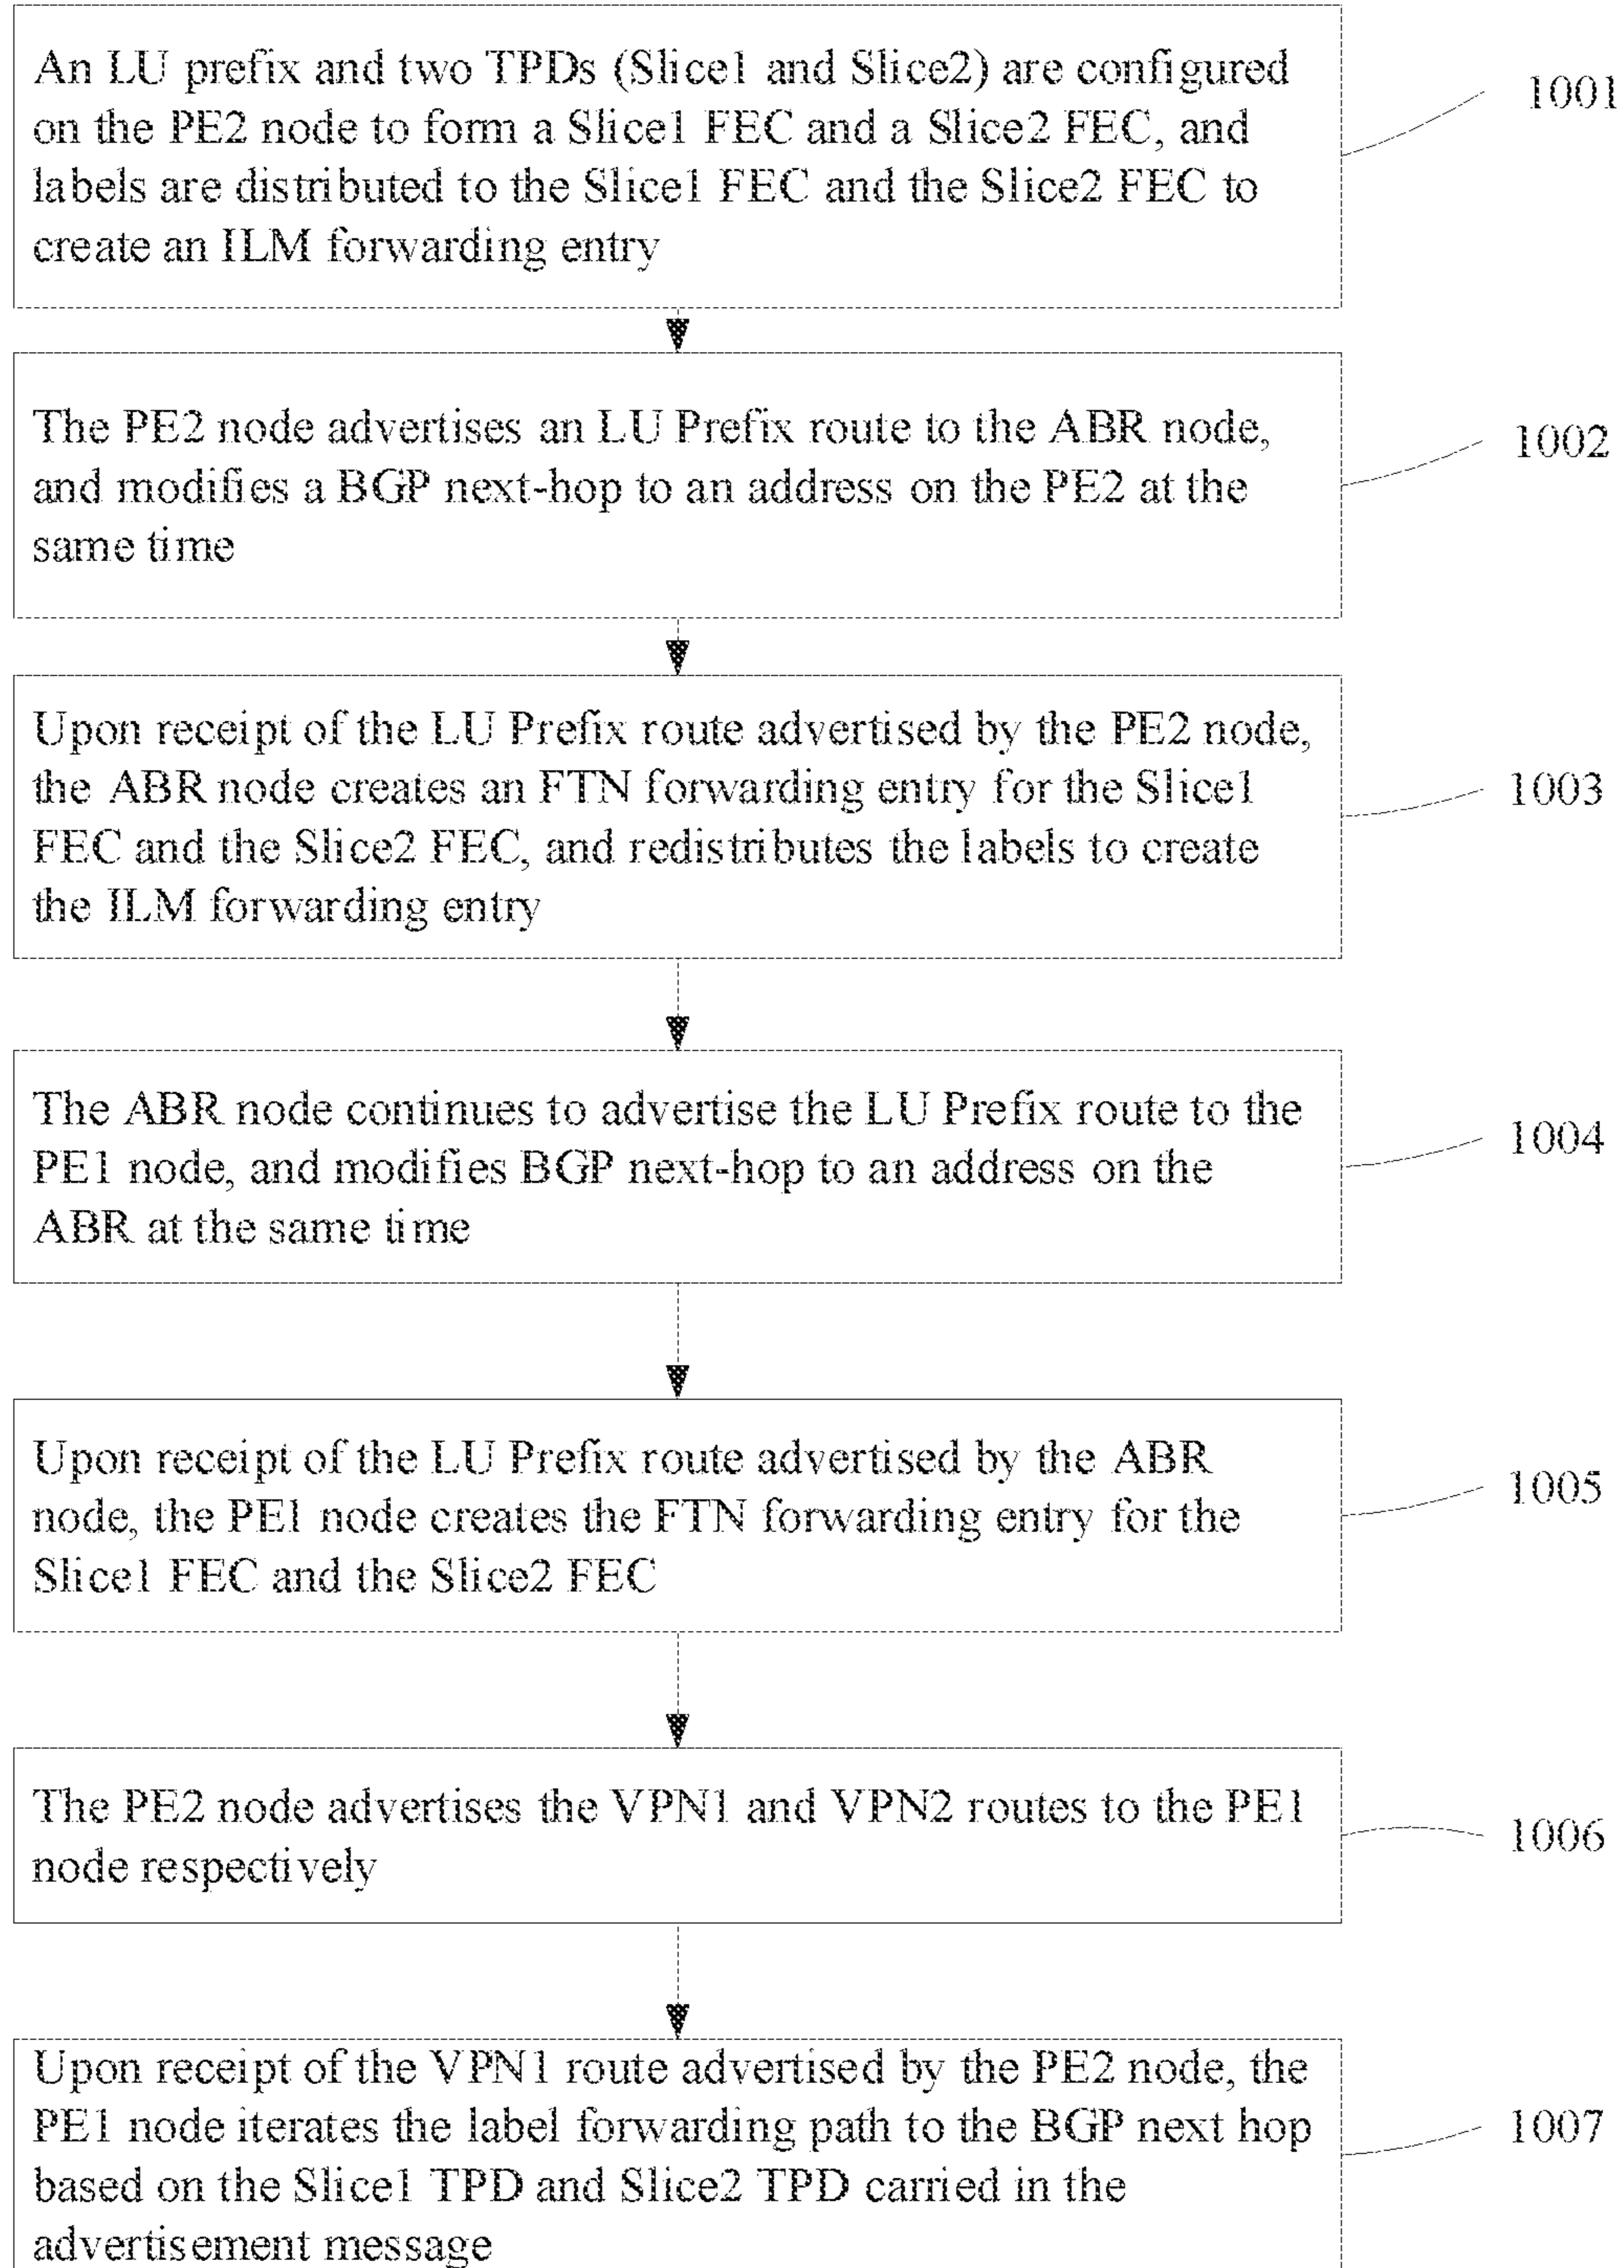 An LU prefix and two TPDs (Slice1 and Slice2) are configured
on the PE2 node to form a Slice1 FEC and a Slice2 FEC, and
labels are distributed to the Slice1 FEC and the Slice2 FEC to
create an ILM forwarding entry
1001
The PE2 node advertises an LU Prefix route to the ABR node,
and modifies a BGP next-hop to an address on the PE2 at the
same time
1002
Upon receipt of the LU Prefix route advertised by the PE2 node,
the ABR node creates an FTN forwarding entry for the Slice1
FEC and the Slice2 FEC, and redistributes the labels to create
the ILM forwarding entry
1003
The ABR node continues to advertise the LU Prefix route to the
PE1 node, and modifies BGP next-hop to an address on the
ABR at the same time
1004
Upon receipt of the LU Prefix route advertised by the ABR
node, the PE1 node creates the FTN forwarding entry for the
Slice1 FEC and the Slice2 FEC
1005
The PE2 node advertises the VPN1 and VPN2 routes to the PE1
node respectively
1006
Upon receipt of the VPN1 route advertised by the PE2 node, the
PE1 node iterates the label forwarding path to the BGP next hop
based on the Slice1 TPD and Slice2 TPD carried in the
advertisement message
1007